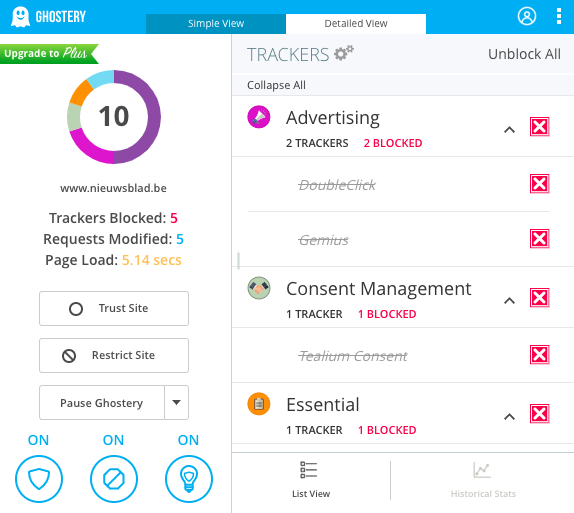 GHOSTERY
Simple View
Detailed View
Upgrade to Plus
10
www.nieuwsblad.be
Trackers Blocked: 5
Requests Modified: 5
Page Load: 5.14 secs
Trust Site
Restrict Site
Pause Ghostery
ON ON ON
TRACKERS
Unblock All
Collapse All
Advertising
2 TRACKERS 2 BLOCKED
DoubleClick
Gemius
Consent Management
1 TRACKER 1 BLOCKED
Tealium Consent
Essential
1 TRACKER 1 BLOCKED
List View
Historical Stats